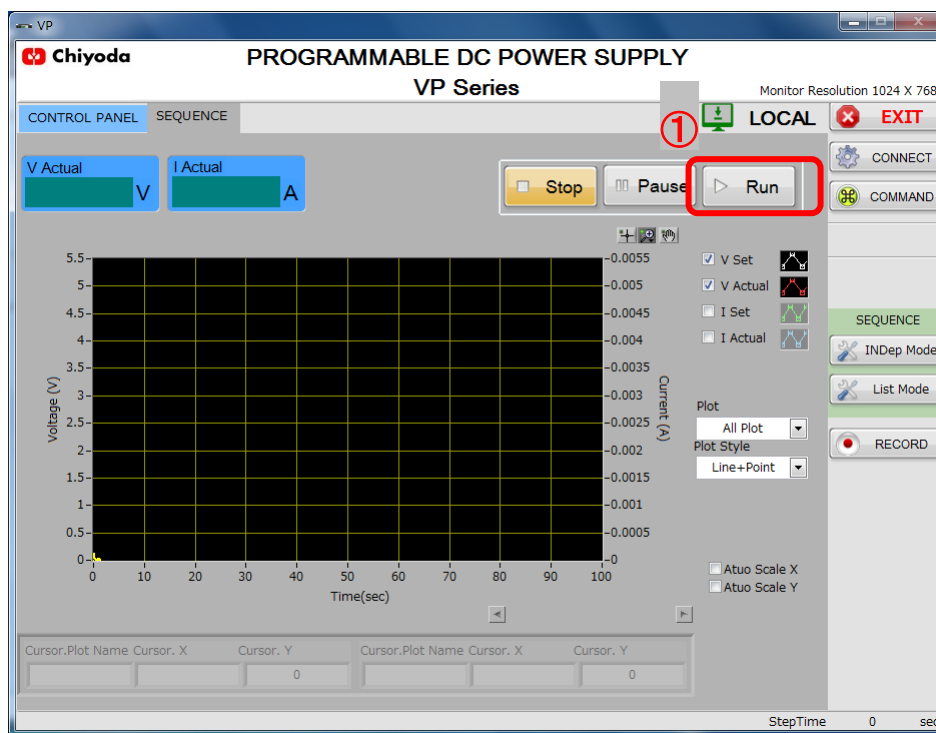 VP
Chiyoda
PROGRAMMABLE DC POWER SUPPLY
VP Series
Monitor Resolution 1024 X 768
CONTROL PANEL
SEQUENCE
①
LOCAL
EXIT
V Actual
V
I Actual
A
Stop
Pause
Run
CONNECT
COMMAND
5.5
5
4.5
4
3.5
3
2.5
2
1.5
1
0.5
0
Voltage (V)
0.0055
0.005
0.0045
0.004
0.0035
0.003
0.0025
0.002
0.0015
0.001
0.0005
0
Current (A)
0 10 20 30 40 50 60 70 80 90 100
Time(sec)
V Set
V Actual
I Set
I Actual
Plot
All Plot
Plot Style
Line+Point
Atuo Scale X
Atuo Scale Y
SEQUENCE
INDep Mode
List Mode
RECORD
Cursor.Plot Name Cursor. X Cursor. Y Cursor.Plot Name Cursor. X Cursor. Y
0 0
StepTime 0 sec